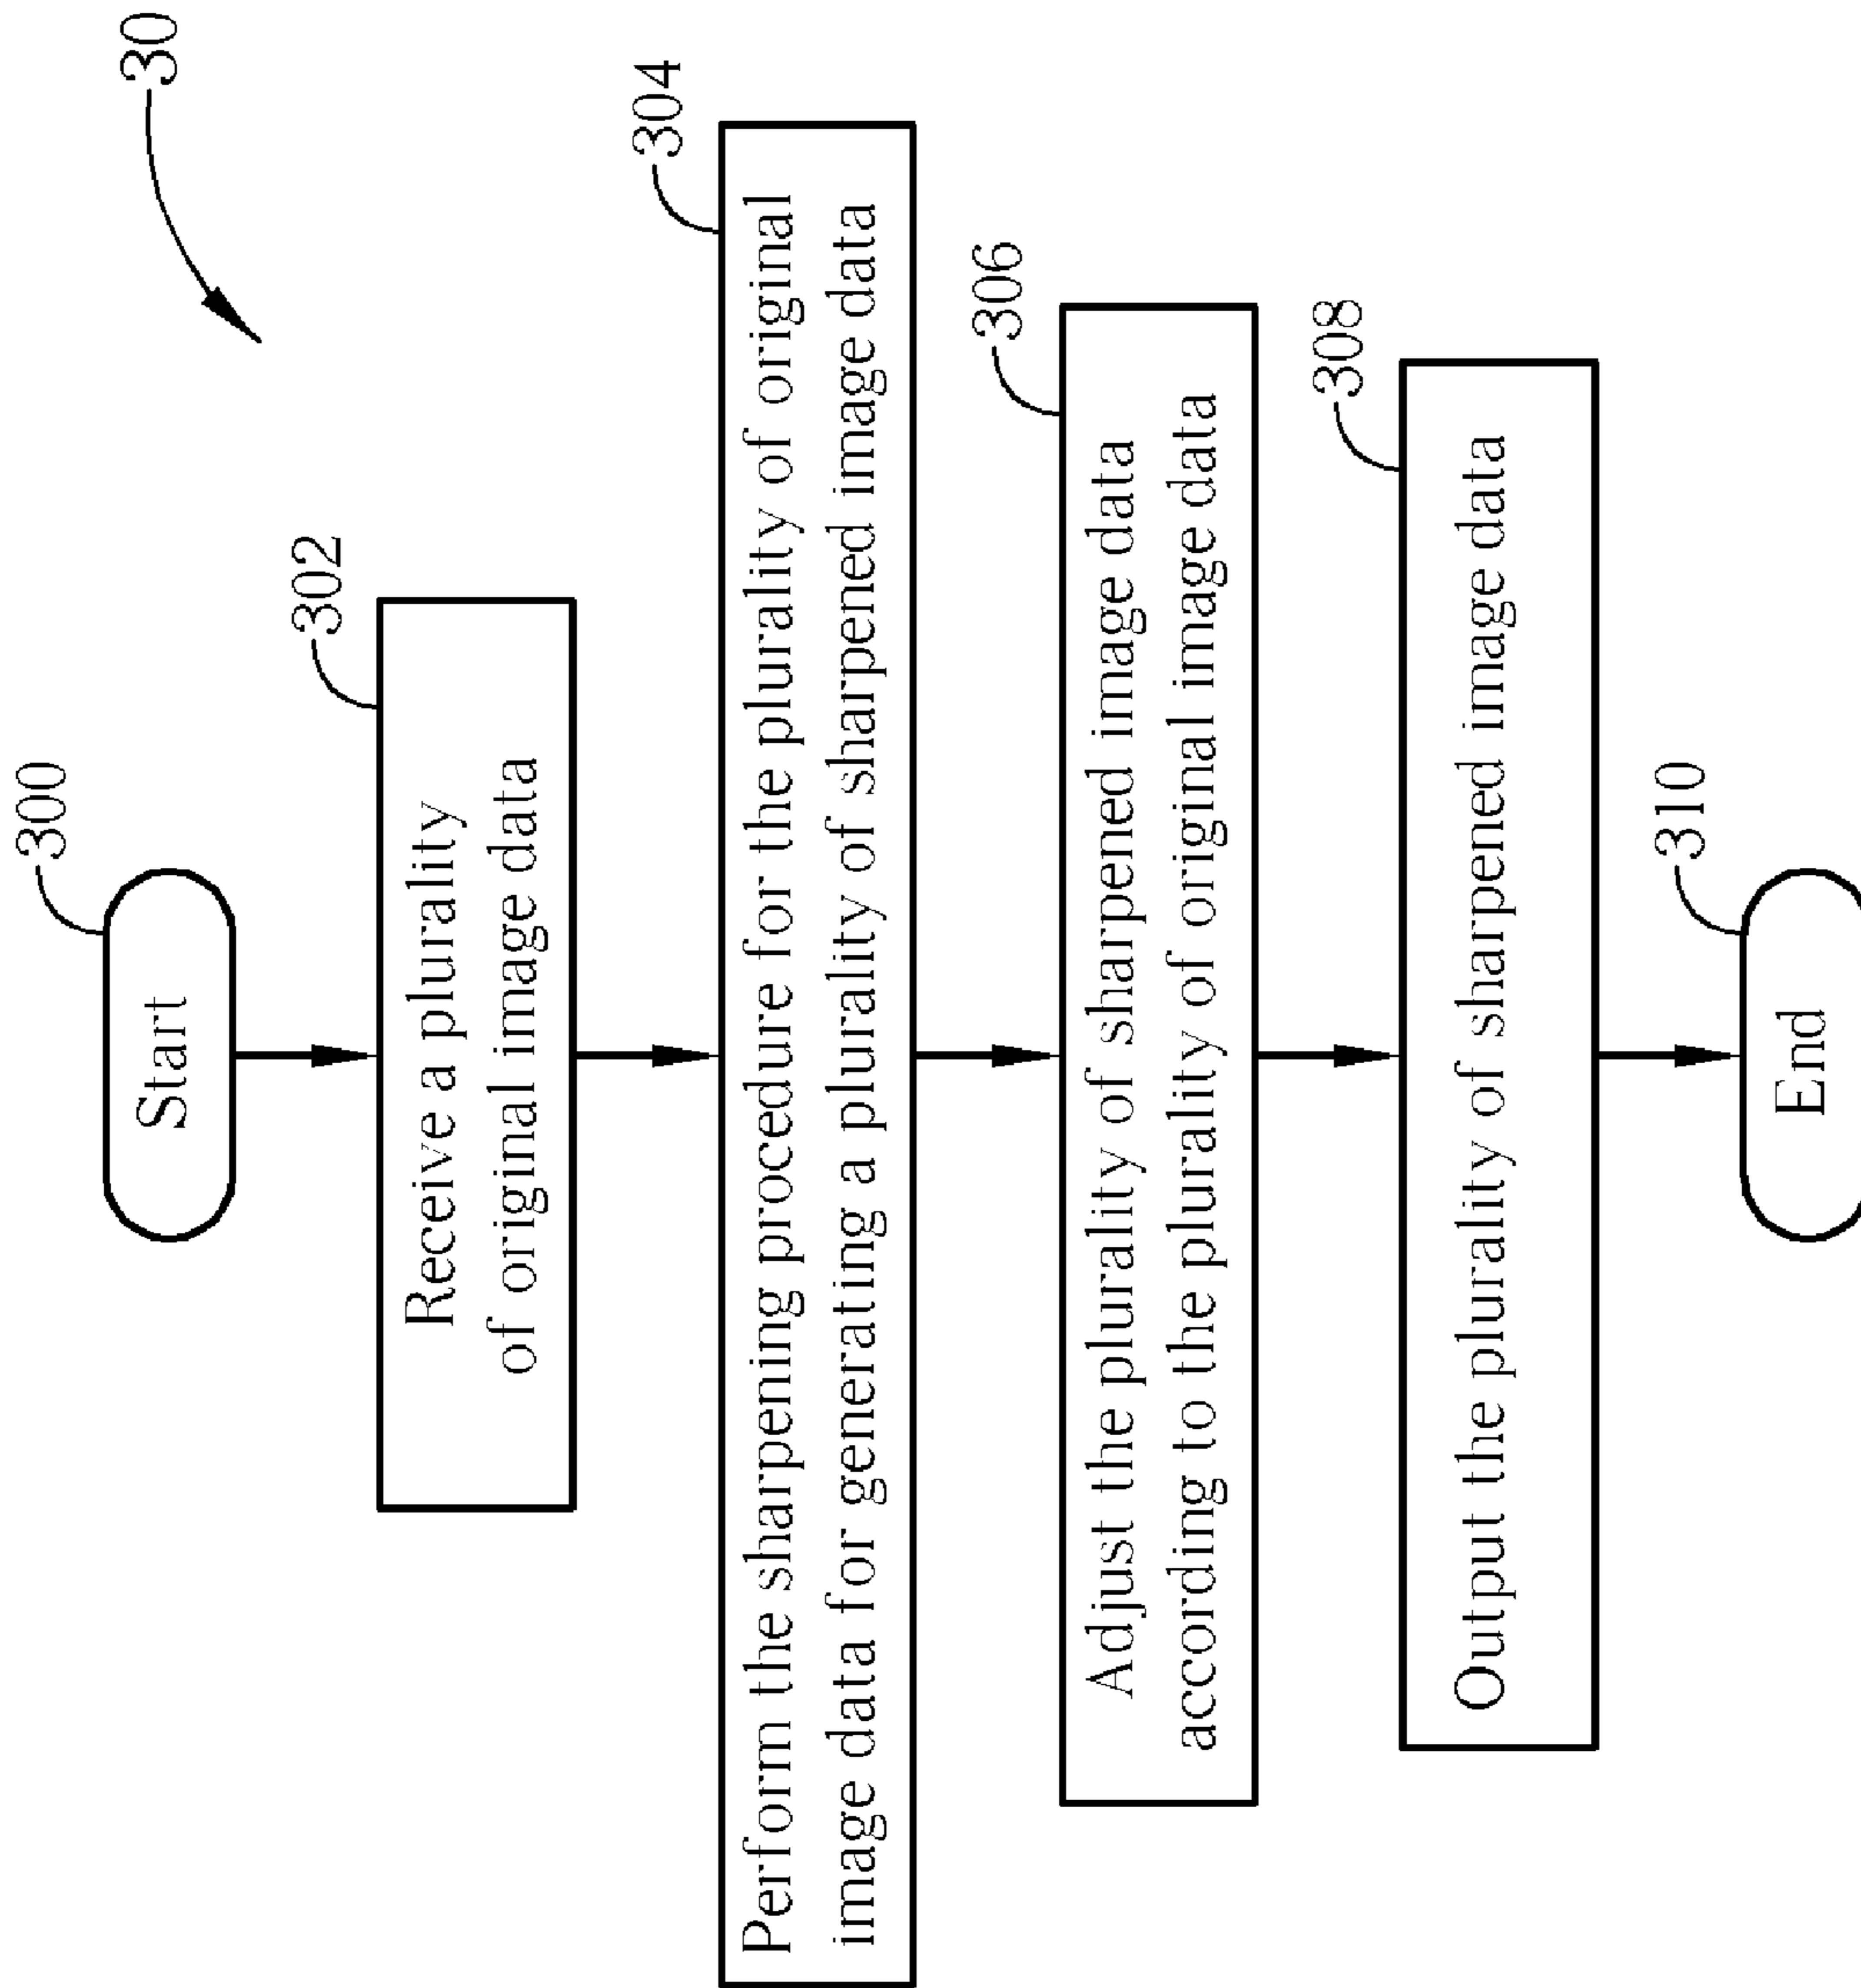 30
300
Start
302
Receive a plurality
of original image data
304
Perform the sharpening procedure for the plurality of original
image data for generating a plurality of sharpened image data
306
Adjust the plurality of sharpened image data
according to the plurality of original image data
308
Output the plurality of sharpened image data
310
End